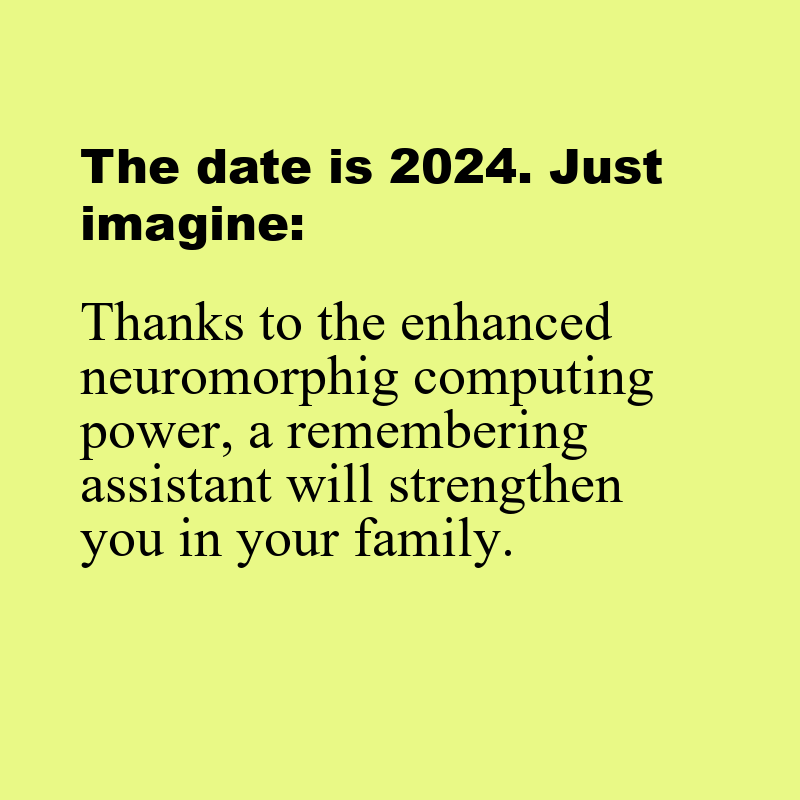 The date is 2024. Just
imagine:
Thanks to the enhanced
neuromorphig computing
power, a remembering
assistant will strengthen
you in your family.